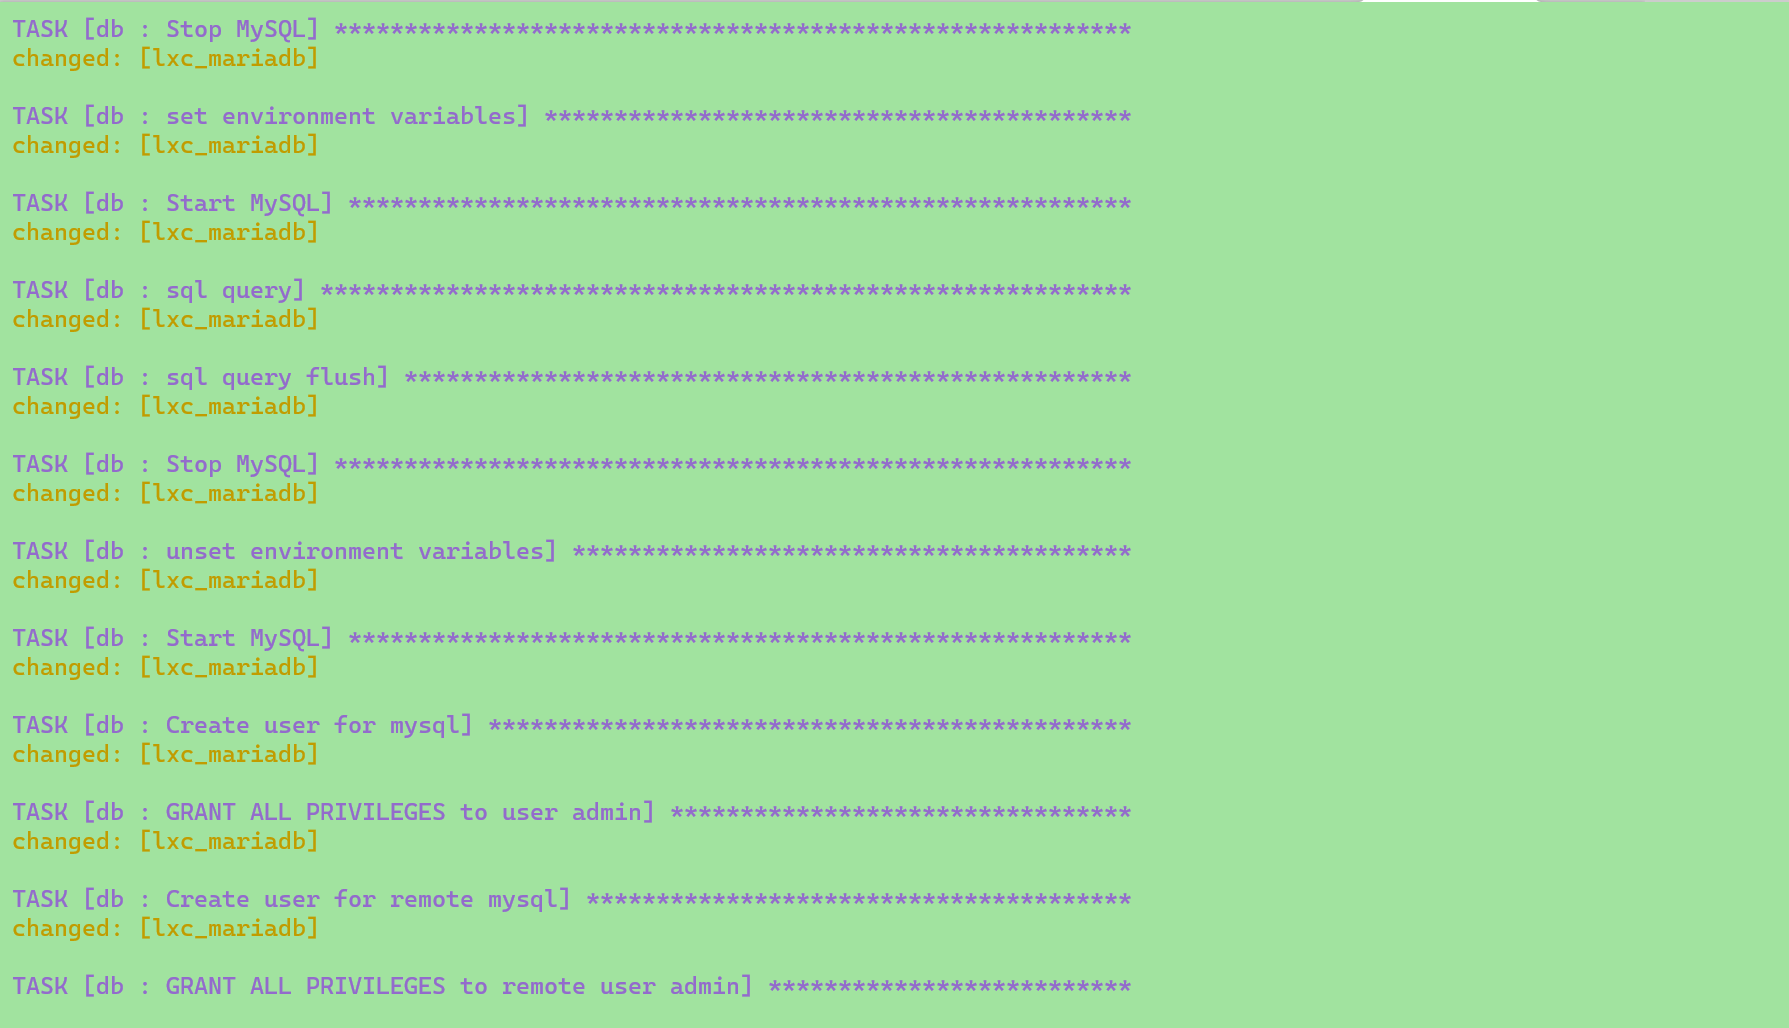 TASK [db : Stop MySQL] *********************************************************
changed: [lxc_mariadb]
TASK [db : set environment variables] ******************************************
changed: [lxc_mariadb]
TASK [db : Start MySQL] ********************************************************
changed: [lxc_mariadb]
TASK [db : sql query] **********************************************************
changed: [lxc_mariadb]
TASK [db : sql query flush] ****************************************************
changed: [lxc_mariadb]
TASK [db : Stop MySQL] *********************************************************
changed: [lxc_mariadb]
TASK [db : unset environment variables] ****************************************
changed: [lxc_mariadb]
TASK [db : Start MySQL] ********************************************************
changed: [lxc_mariadb]
TASK [db : Create user for mysql] **********************************************
changed: [lxc_mariadb]
TASK [db : GRANT ALL PRIVILEGES to user admin] *********************************
changed: [lxc_mariadb]
TASK [db : Create user for remote mysql] ***************************************
changed: [lxc_mariadb]
TASK [db : GRANT ALL PRIVILEGES to remote user admin] **************************